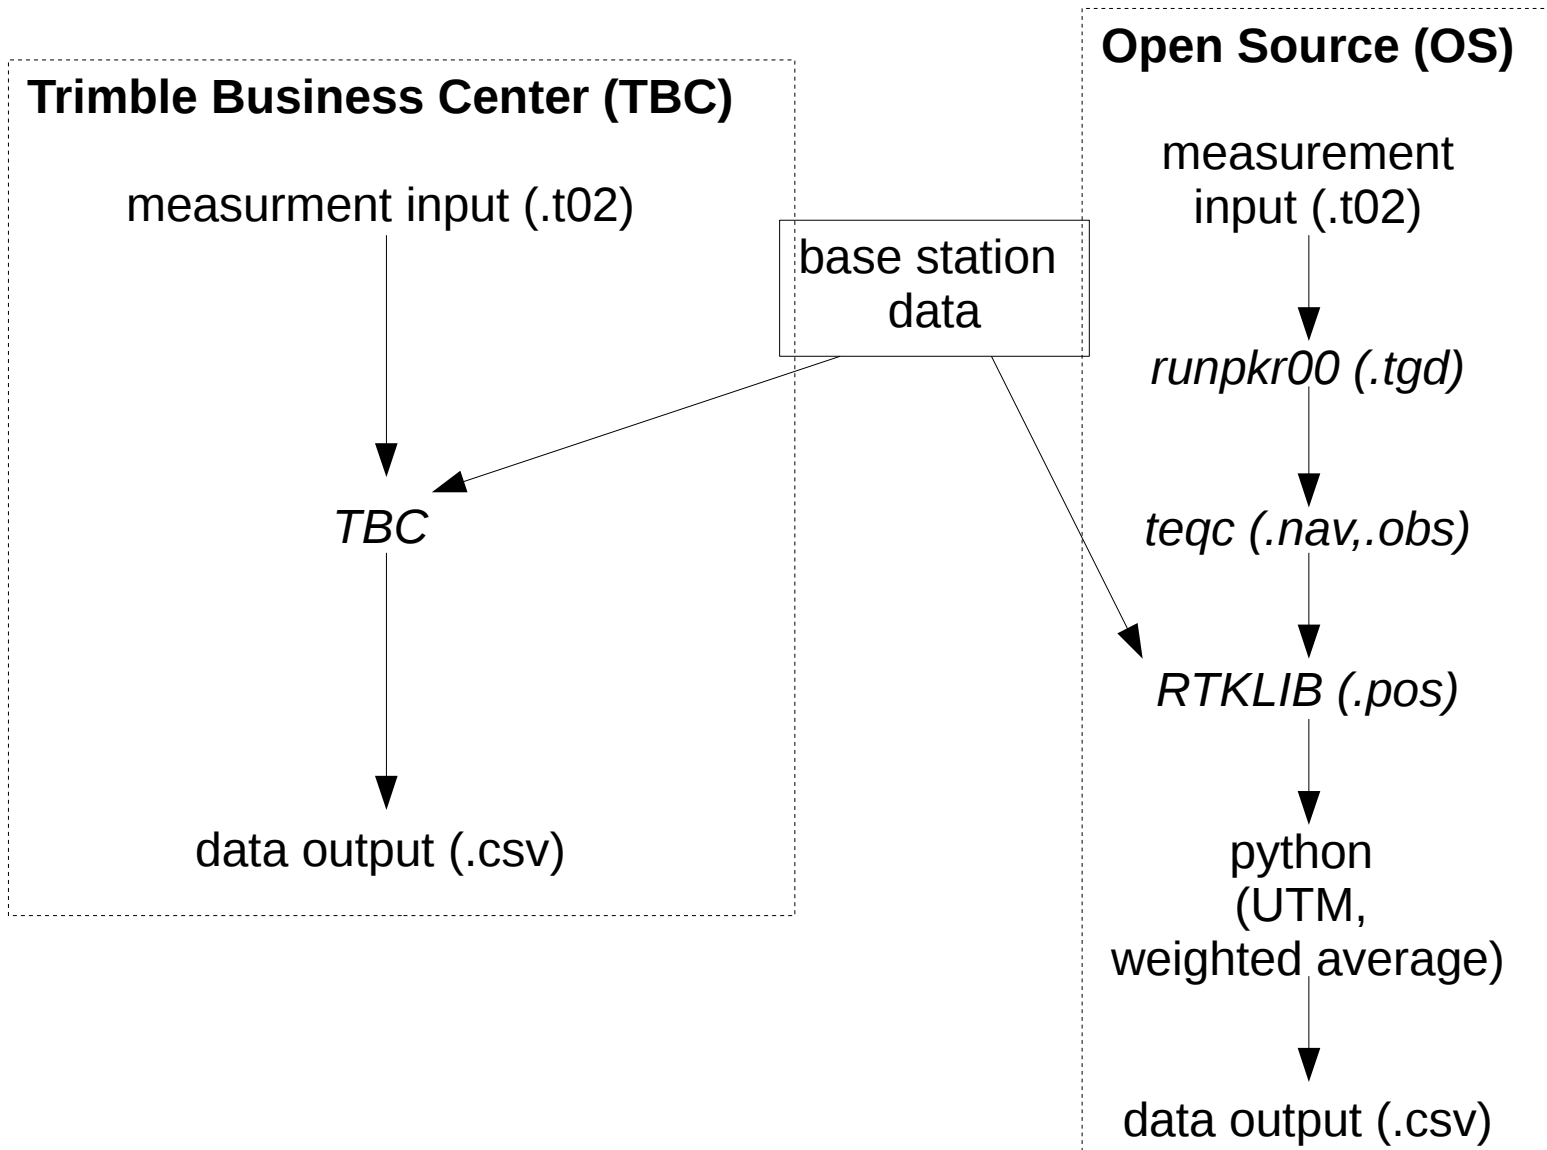 Trimble Business Center (TBC)
measurment input (.t02)
TBC
data output (.csv)
base station
data
Open Source (OS)
measurement
input (.t02)
runpkr00 (.tgd)
teqc (.nav,.obs)
RTKLIB (.pos)
python
(UTM,
weighted average)
data output (.csv)